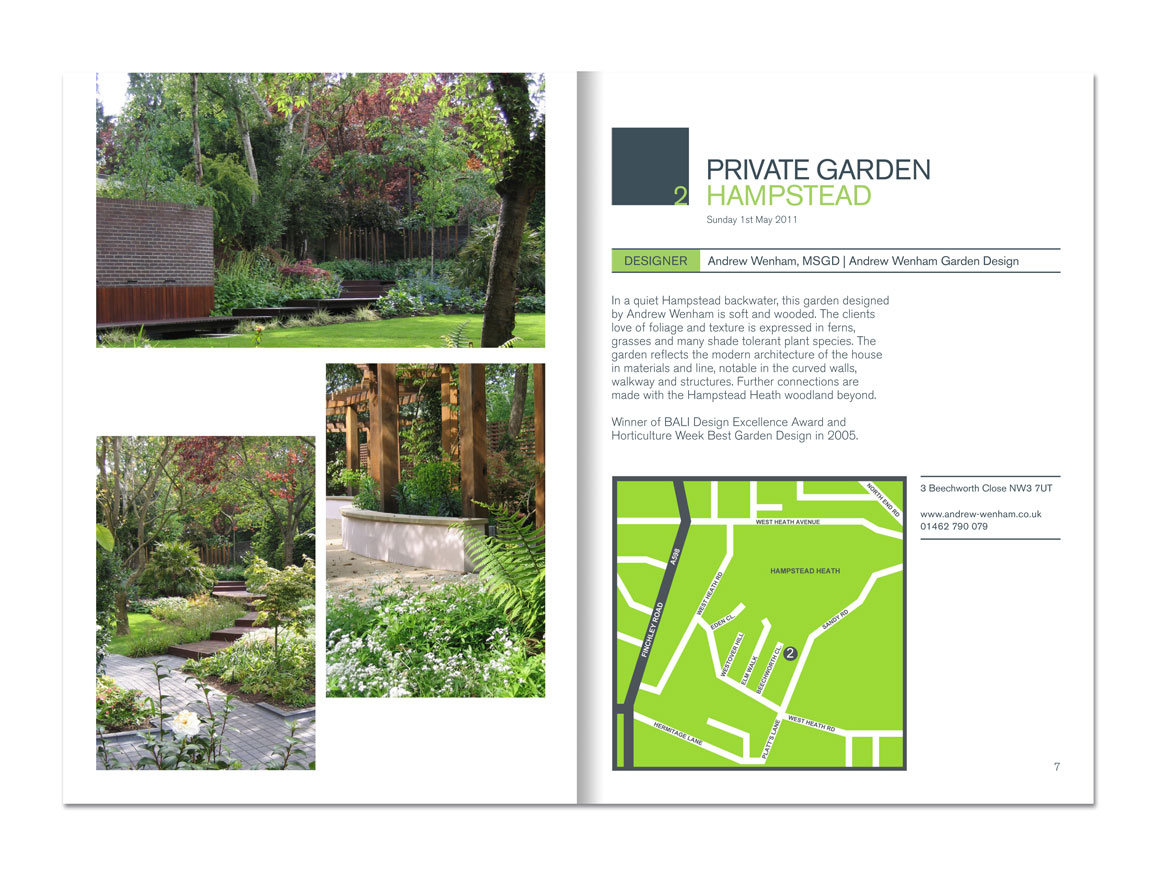 2
PRIVATE GARDEN
HAMPSTEAD
Sunday 1st May 2011
DESIGNER
Andrew Wenham, MSGD | Andrew Wenham Garden Design
In a quiet Hampstead backwater, this garden designed
by Andrew Wenham is soft and wooded. The clients
love of foliage and texture is expressed in ferns,
grasses and many shade tolerant plant species. The
garden reflects the modern architecture of the house
in materials and line, notable in the curved walls,
walkway and structures. Further connections are
made with the Hampstead Heath woodland beyond.
Winner of BALI Design Excellence Award and
Horticulture Week Best Garden Design in 2005.
NORTH END RD
WEST HEATH AVENUE
A598
HAMPSTEAD HEATH
WEST HEATH RD
FINCHLEY ROAD
EDEN CL.
SANDY RD
WESTOVER HILL
ELM WALK
BEECHWORTH CL.
2
HERMITAGE LANE
PLATT'S LANE
WEST HEATH RD
3 Beechworth Close NW3 7UT
www.andrew-wenham.co.uk
01462 790 079
7